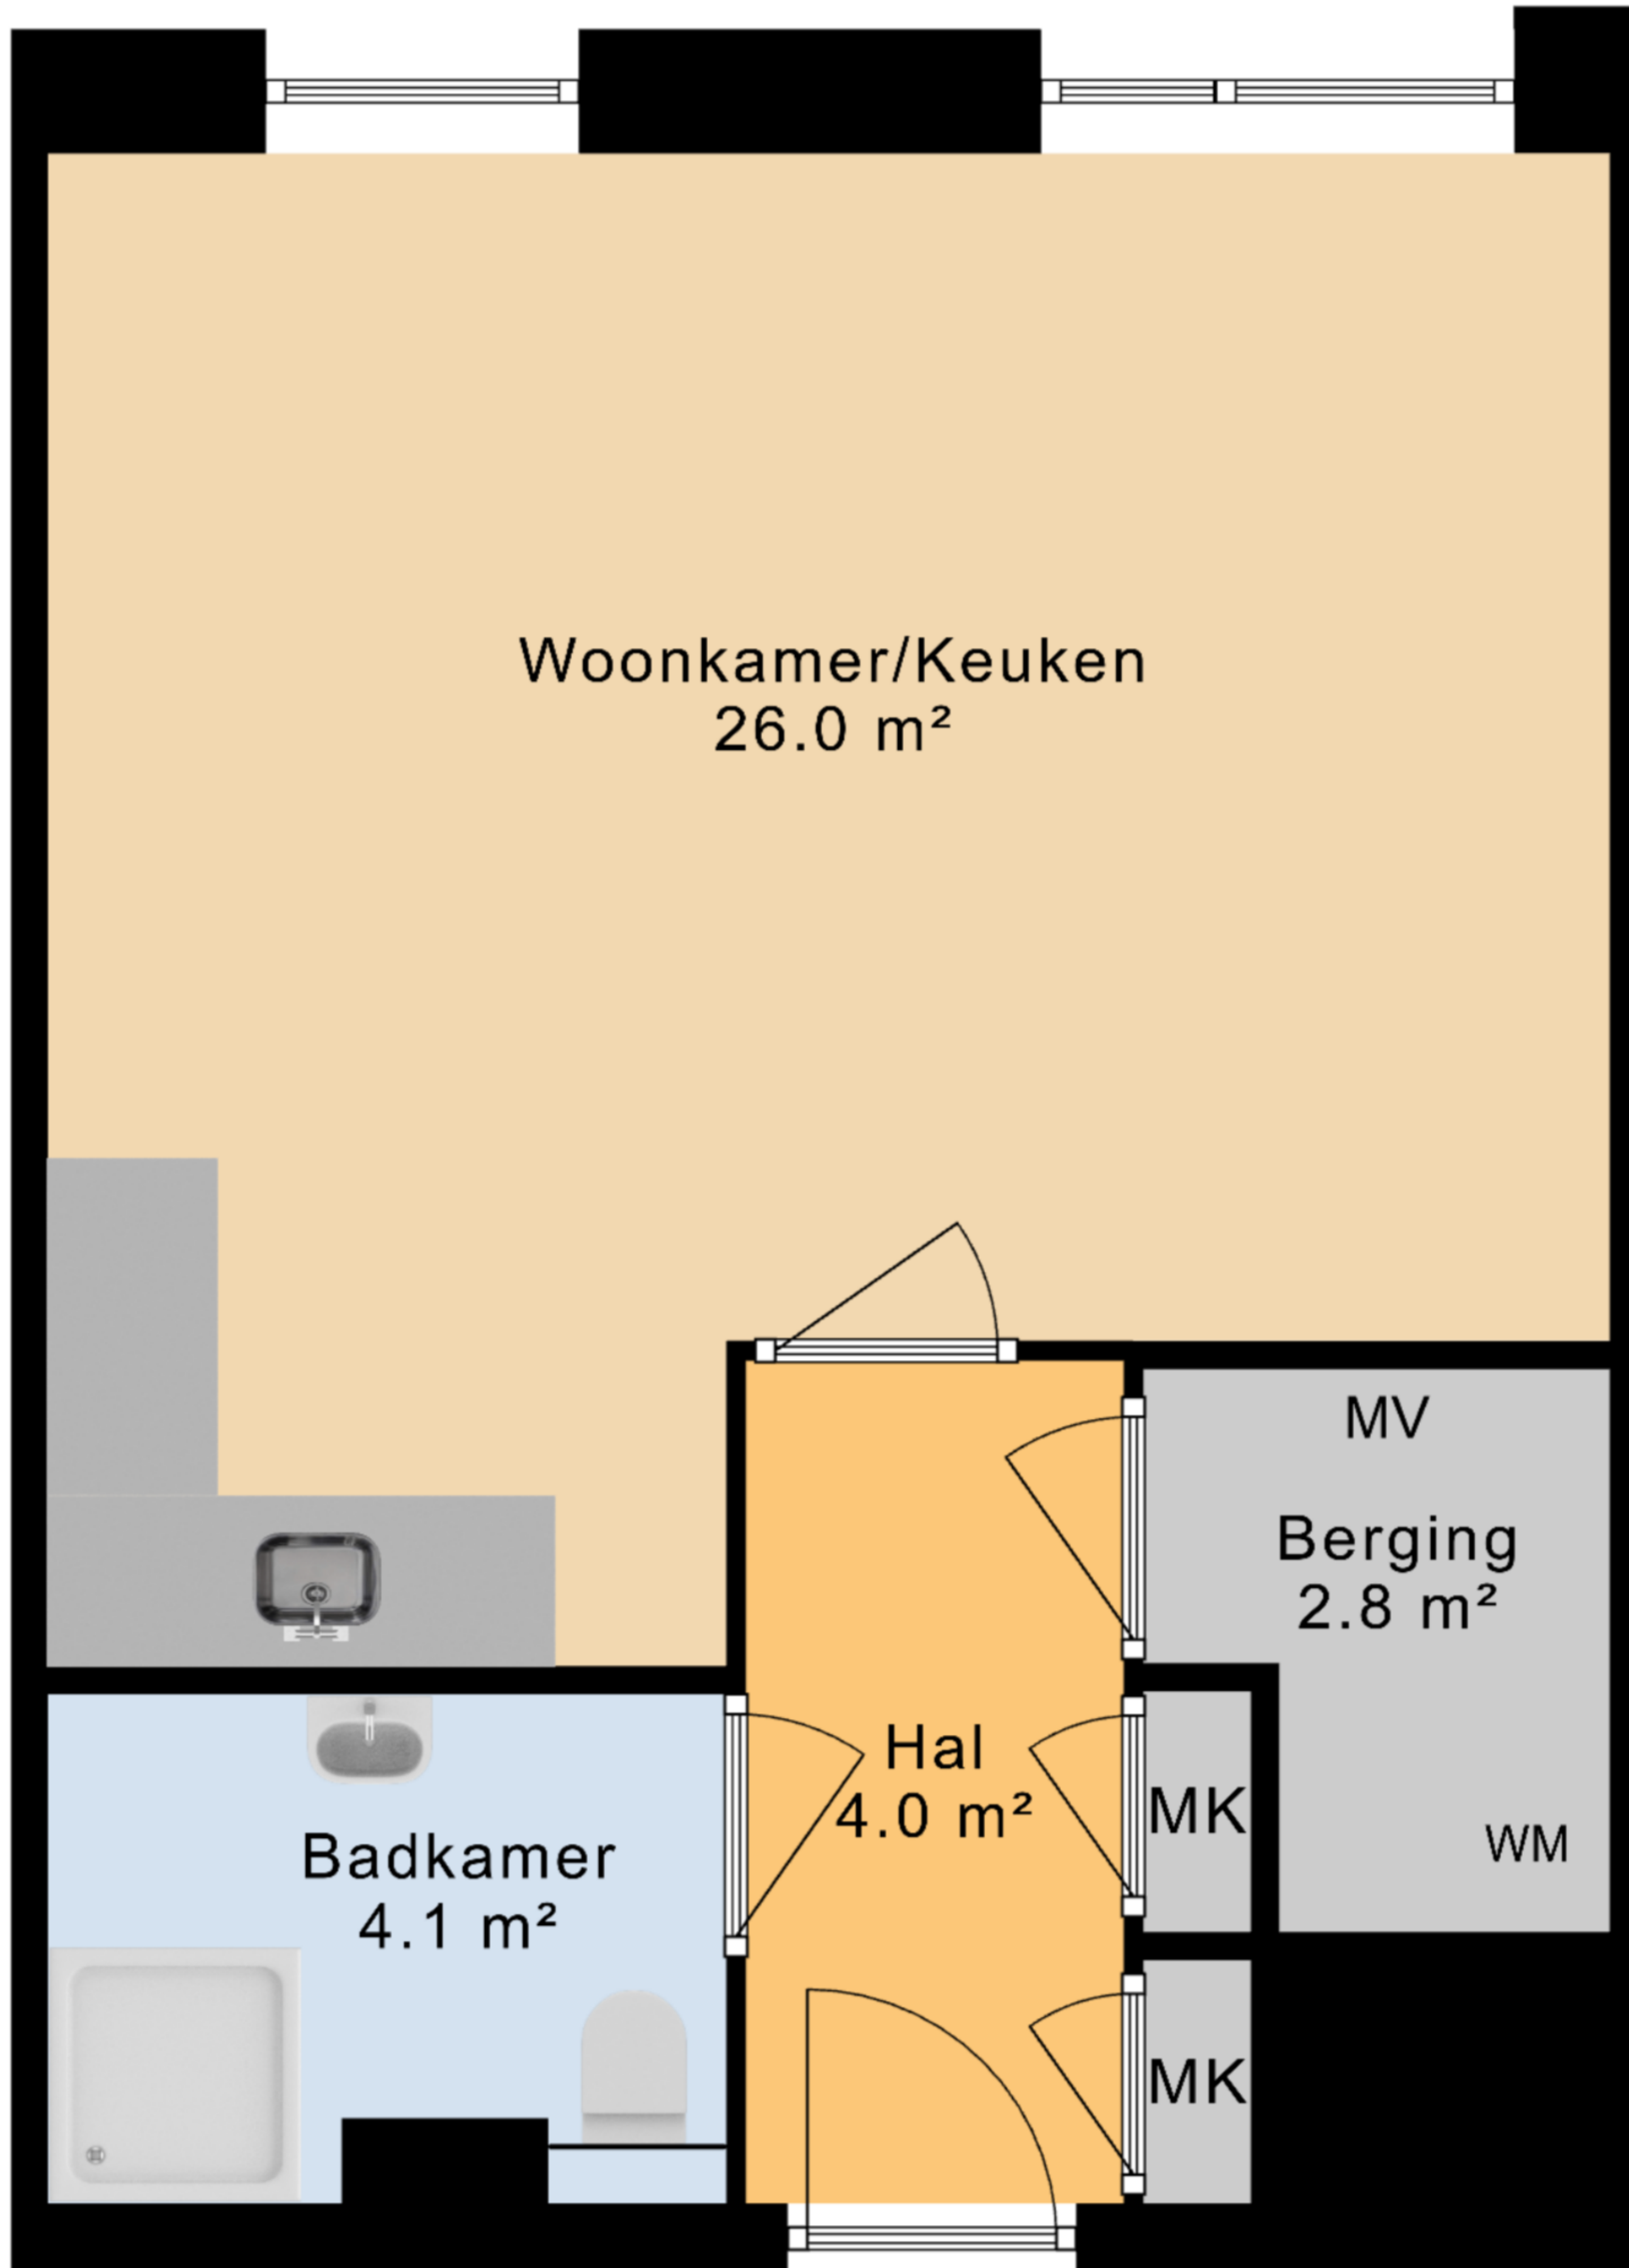 Woonkamer/Keuken
26.0 m²
MV
Berging
2.8 m²
Hal
4.0 m²
MK
WM
Badkamer
4.1 m²
MK